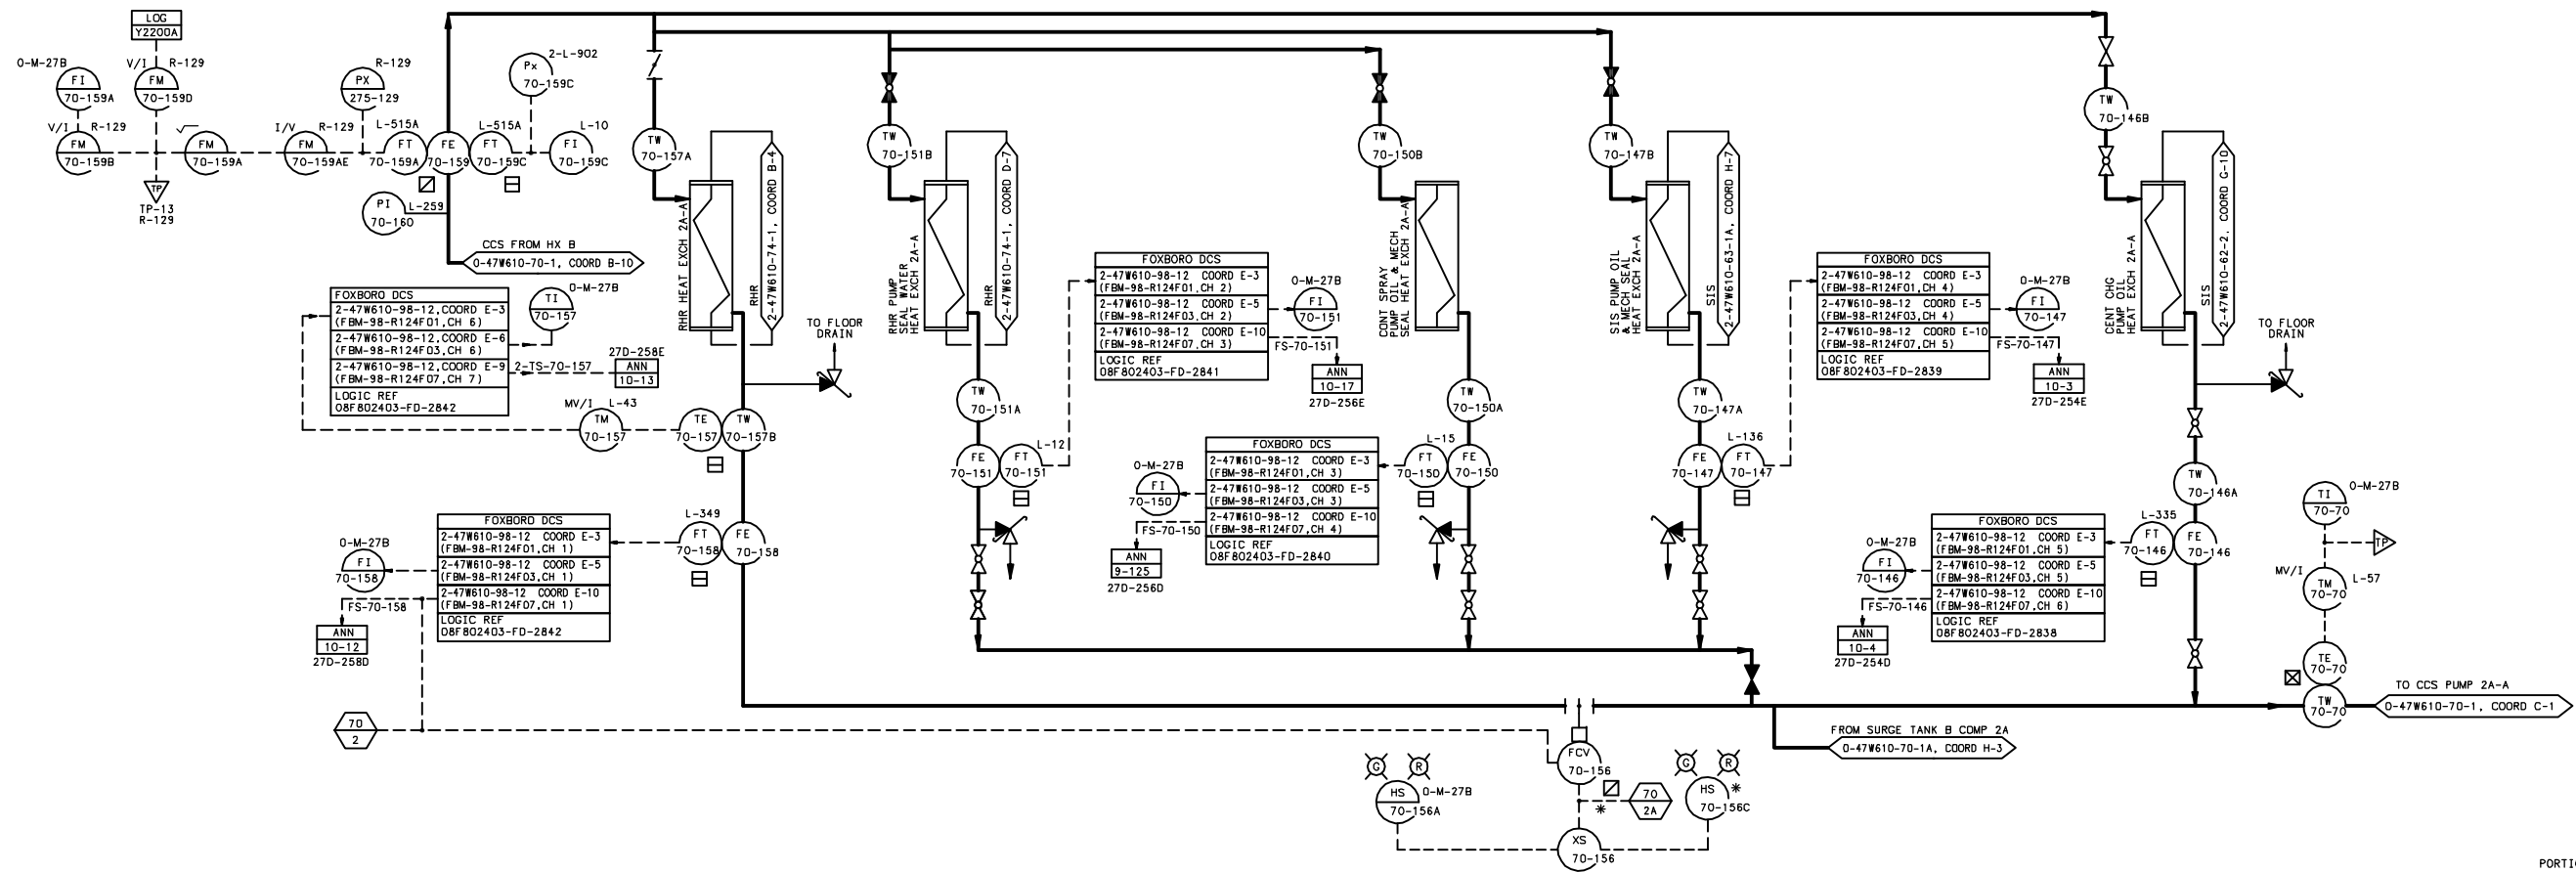 LOG
Y2200A
0-M-27B
FI
70-159A
V/I
R-129
FM
70-159D
R-129
PX
275-129
2-L-902
Px
70-159C
V/I
R-129
FM
70-159B
FM
70-159A
I/V
R-129
FM
70-159AE
L-515A
FT
70-159A
FE
70-159
L-515A
FT
70-159C
L-10
FI
70-159C
TP
TP-13
R-129
PI
70-160
L-259
CCS FROM HX B
0-47W610-70-1, COORD B-10
TW
70-157A
RHR HEAT EXCH 2A-A
RHR
2-47W610-74-1, COORD B-4
TW
70-151B
RHR PUMP
SEAL WATER
HEAT EXCH 2A-A
RHR
2-47W610-74-1, COORD D-7
TW
70-150B
CONT SPRAY
PUMP OIL & MECH
SEAL HEAT EXCH 2A-A
TW
70-147B
SIS PUMP OIL
& MECH SEAL
HEAT EXCH 2A-A
SIS
2-47W610-63-1A, COORD H-7
TW
70-146B
CENT CHG
PUMP OIL
HEAT EXCH 2A-A
SIS
2-47W610-62-2, COORD G-10
FOXBORO DCS
2-47W610-98-12,COORD E-3
(FBM-98-R124F01,CH 6)
2-47W610-98-12,COORD E-6
(FBM-98-R124F03,CH 6)
2-47W610-98-12,COORD E-9
(FBM-98-R124F07,CH 7)
LOGIC REF
08F802403-FD-2842
0-M-27B
TI
70-157
2-TS-70-157
27D-258E
ANN
10-13
MV/I
L-43
TM
70-157
TE
70-157
TW
70-157B
TO FLOOR
DRAIN
FOXBORO DCS
2-47W610-98-12 COORD E-3
(FBM-98-R124F01,CH 1)
2-47W610-98-12 COORD E-5
(FBM-98-R124F03,CH 1)
2-47W610-98-12 COORD E-10
(FBM-98-R124F07,CH 1)
LOGIC REF
08F802403-FD-2842
L-349
FT
70-158
FE
70-158
0-M-27B
FI
70-158
FS-70-158
ANN
10-12
27D-258D
70
2
FOXBORO DCS
2-47W610-98-12 COORD E-3
(FBM-98-R124F01, CH 2)
2-47W610-98-12 COORD E-5
(FBM-98-R124F03, CH 2)
2-47W610-98-12 COORD E-10
(FBM-98-R124F07, CH 3)
LOGIC REF
08F802403-FD-2841
0-M-27B
FI
70-151
FS-70-151
ANN
10-17
27D-256E
TW
70-151A
FE
70-151
L-12
FT
70-151
FOXBORO DCS
2-47W610-98-12 COORD E-3
(FBM-98-R124F01,CH 3)
2-47W610-98-12 COORD E-5
(FBM-98-R124F03,CH 3)
2-47W610-98-12 COORD E-10
(FBM-98-R124F07,CH 4)
LOGIC REF
08F802403-FD-2840
0-M-27B
FI
70-150
FS-70-150
ANN
9-125
27D-256D
L-15
FT
70-150
FE
70-150
TW
70-150A
TW
70-147A
FE
70-147
L-136
FT
70-147
FOXBORO DCS
2-47W610-98-12 COORD E-3
(FBM-98-R124F01, CH 4)
2-47W610-98-12 COORD E-5
(FBM-98-R124F03, CH 4)
2-47W610-98-12 COORD E-10
(FBM-98-R124F07, CH 5)
LOGIC REF
08F802403-FD-2839
0-M-27B
FI
70-147
FS-70-147
ANN
10-3
27D-254E
TO FLOOR
DRAIN
TW
70-146A
L-335
FT
70-146
FE
70-146
FOXBORO DCS
2-47W610-98-12 COORD E-3
(FBM-98-R124F01,CH 5)
2-47W610-98-12 COORD E-5
(FBM-98-R124F03,CH 5)
2-47W610-98-12 COORD E-10
(FBM-98-R124F07,CH 6)
LOGIC REF
08F802403-FD-2838
0-M-27B
FI
70-146
FS-70-146
ANN
10-4
27D-254D
TI
70-70
0-M-27B
TP
MV/I
TM
70-70
L-57
TE
70-70
TW
70-70
TO CCS PUMP 2A-A
0-47W610-70-1, COORD C-1
FROM SURGE TANK B COMP 2A
0-47W610-70-1A, COORD H-3
FCV
70-156
G
R
HS
70-156A
0-M-27B
*
70
2A
G
R
HS
70-156C
*
XS
70-156
PORTI